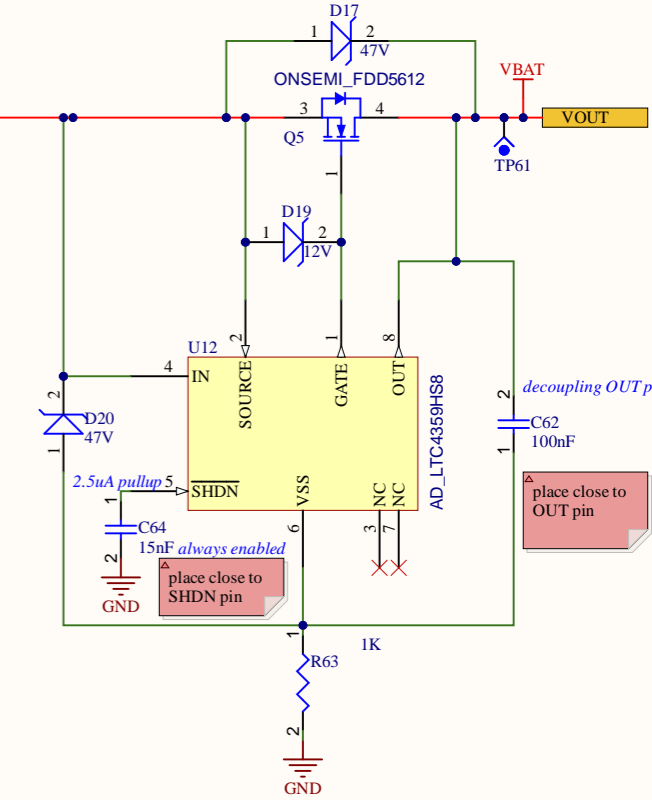 D17
1
2
47V
ONSEMI_FDD5612
VBAT
3
4
VOUT
Q5
TP61
1
D19
1
2
12V
2
1
8
U12
4
IN
SOURCE
GATE
OUT
AD_LTC4359HS8
2
D20
47V
1
decoupling OUT p
2
C62
100nF
1
2.5uA pullup
5
SHDN
VSS
NC
NC
place close to
OUT pin
1
C64
15nF
always enabled
2
6
3
7
place close to
SHDN pin
GND
1
1K
R63
2
GND